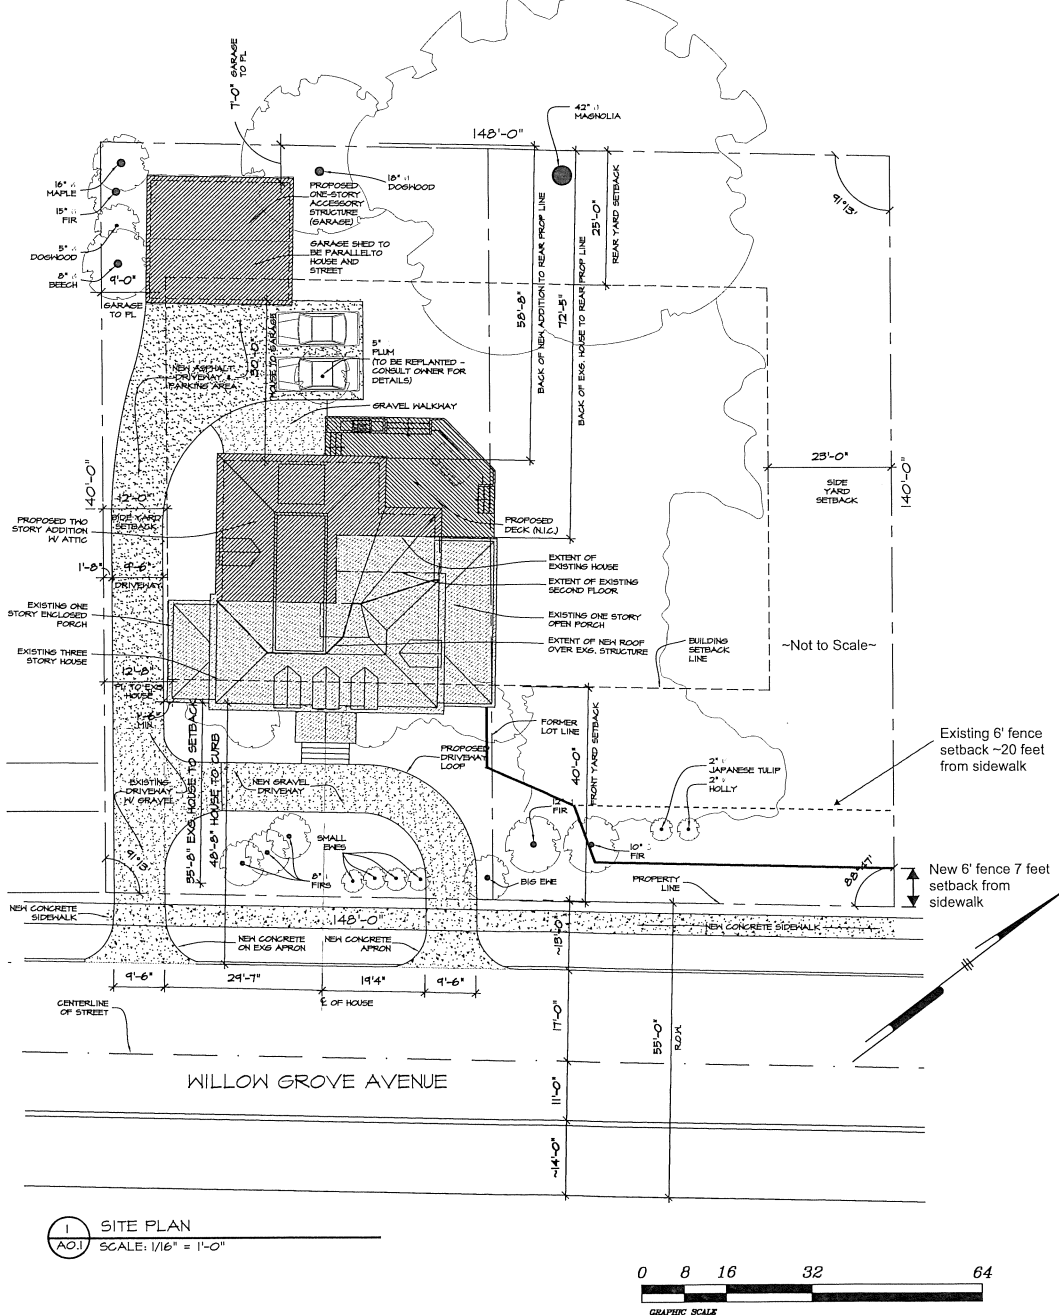 7'-0" GARAGE
TO PL
148'-0"
42"
MAGNOLIA
16"
MAPLE
15"
FIR
5"
DOGWOOD
8"
BEECH
9'-0"
GARAGE
TO PL
18"
DOGWOOD
PROPOSED
ONE-STORY
ACCESSORY
STRUCTURE
(GARAGE)
GARAGE SHED TO
BE PARALLEL TO
HOUSE AND
STREET
58'-8"
BACK OF NEW ADDITION TO REAR PROP LINE
72'-5"
BACK OF EXG. HOUSE TO REAR PROP LINE
25'-0"
REAR YARD SETBACK
91°13'
NEW ASPHALT
DRIVEWAY &
PARKING AREA
30'-0"
HOUSE TO GARAGE
5"
PLUM
(TO BE REPLANTED -
CONSULT OWNER FOR
DETAILS)
GRAVEL WALKWAY
140'-0"
12'-0"
SIDE YARD
SETBACK
23'-0"
SIDE
YARD
SETBACK
140'-0"
PROPOSED TWO
STORY ADDITION
W/ ATTIC
PROPOSED
DECK (N.I.C.)
1'-8"
9'-6"
DRIVEWAY
EXTENT OF
EXISTING HOUSE
EXTENT OF EXISTING
SECOND FLOOR
EXISTING ONE
STORY ENCLOSED
PORCH
EXISTING ONE STORY
OPEN PORCH
EXISTING THREE
STORY HOUSE
EXTENT OF NEW ROOF
OVER EXG. STRUCTURE
BUILDING
SETBACK
LINE
~Not to Scale~
12'-8"
PL TO EXG
HOUSE
1'-6"
MIN.
55'-8" EXG HOUSE TO SETBACK
48'-8" HOUSE TO CURB
FORMER
LOT LINE
40'-0"
FRONT YARD SETBACK
PROPOSED
DRIVEWAY
LOOP
Existing 6' fence
setback ~20 feet
from sidewalk
2"
JAPANESE TULIP
2"
HOLLY
EXISTING
DRIVEWAY
W/ GRAVEL
NEW GRAVEL
DRIVEWAY
12"
FIR
10"
FIR
SMALL
EWES
8"
FIRS
BIG EWE
91°13'
88°47'
PROPERTY
LINE
New 6' fence 7 feet
setback from
sidewalk
NEW CONCRETE
SIDEWALK
148'-0"
NEW CONCRETE SIDEWALK
NEW CONCRETE
ON EXG APRON
NEW CONCRETE
APRON
9'-6"
29'-7"
19'4"
9'-6"
℄ OF HOUSE
CENTERLINE
OF STREET
17'-0"
55'-0"
R.O.W.
WILLOW GROVE AVENUE
11'-0"
~14'-0"
1
A0.1
SITE PLAN
SCALE: 1/16" = 1'-0"
0 8 16 32 64
GRAPHIC SCALE